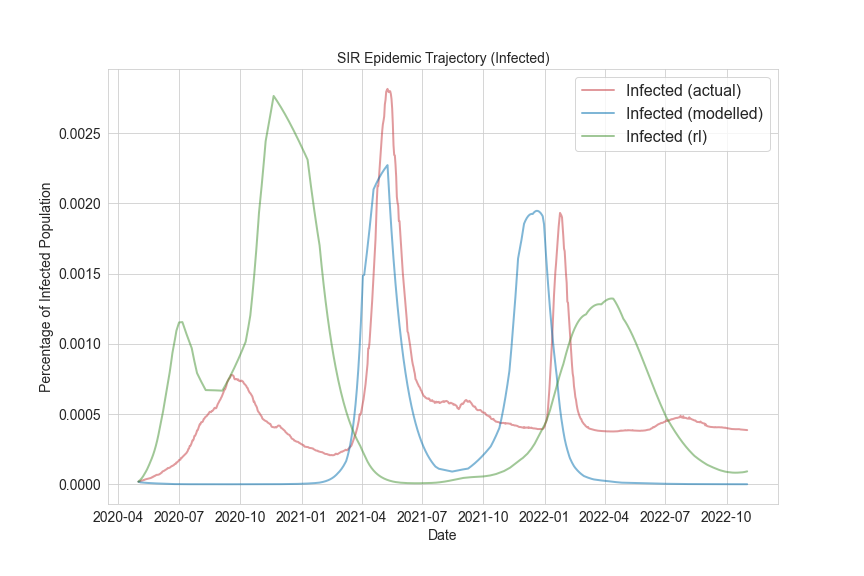 SIR Epidemic Trajectory (Infected)
Infected (actual)
Infected (modelled)
Infected (rl)
Percentage of Infected Population
0.0025
0.0020
0.0015
0.0010
0.0005
0.0000
2020-04 2020-07 2020-10 2021-01 2021-04 2021-07 2021-10 2022-01 2022-04 2022-07 2022-10
Date